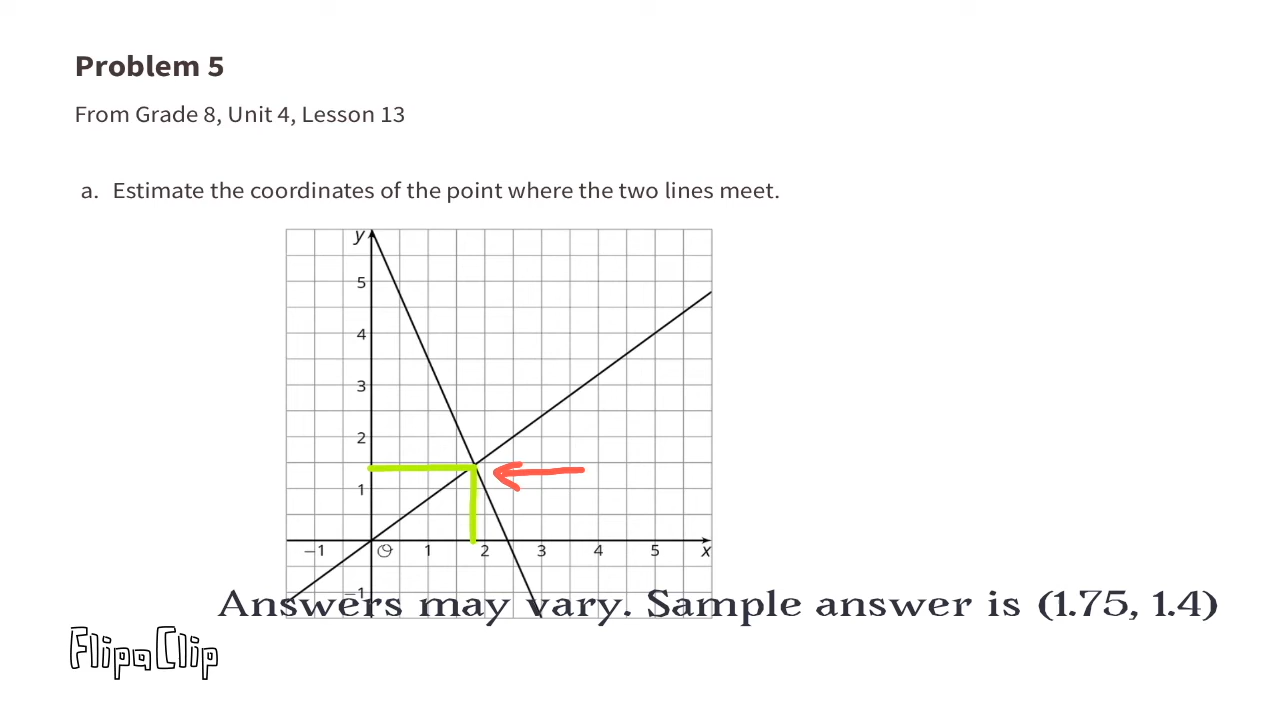 Problem 5
From Grade 8, Unit 4, Lesson 13
a. Estimate the coordinates of the point where the two lines meet.
y
5
4
3
2
1
−1 O 1 2 3 4 5 x
−1
Answers may vary. Sample answer is (1.75, 1.4)
FlipaClip